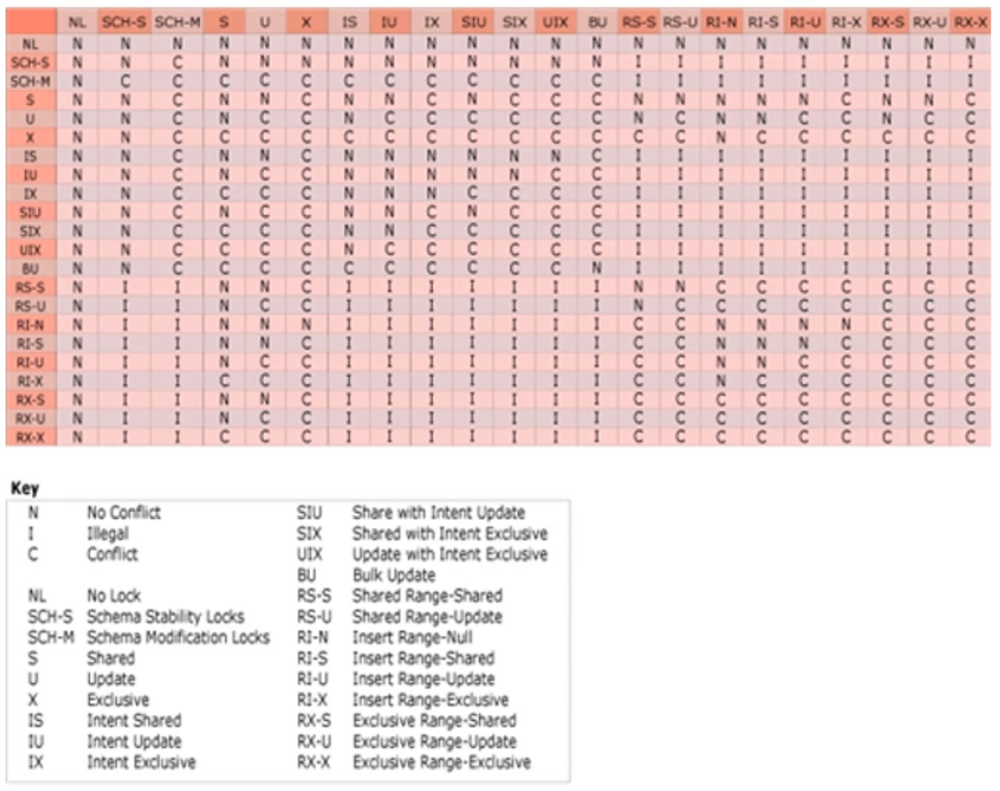 NL SCH-S SCH-M S U X IS IU IX SIU SIX UIX BU RS-S RS-U RI-N RI-S RI-U RI-X RX-S RX-U RX-X
NL N N N N N N N N N N N N N N N N N N N N N N
SCH-S N N C N N N N N N N N N N I I I I I I I I I
SCH-M N C C C C C C C C C C C C I I I I I I I I I
S N N C N N C N N C N C C C N N N N N C N N C
U N N C N C C N C C C C C C N C N N C C N C C
X N N C C C C C C C C C C C C C N C C C C C C
IS N N C N N C N N N N N N C I I I I I I I I I
IU N N C N C C N N N N N C C I I I I I I I I I
IX N N C C C C N N N C C C C I I I I I I I I I
SIU N N C N C C N N C N C C C I I I I I I I I I
SIX N N C C C C N N C C C C C I I I I I I I I I
UIX N N C C C C N C C C C C C I I I I I I I I I
BU N N C C C C C C C C C C N I I I I I I I I I
RS-S N I I N N C I I I I I I I N N C C C C C C C
RS-U N I I N C C I I I I I I I N C C C C C C C C
RI-N N I I N N N I I I I I I I C C N N N N C C C
RI-S N I I N N C I I I I I I I C C N N N C C C C
RI-U N I I N C C I I I I I I I C C N N C C C C C
RI-X N I I C C C I I I I I I I C C N C C C C C C
RX-S N I I N N C I I I I I I I C C C C C C C C C
RX-U N I I N C C I I I I I I I C C C C C C C C C
RX-X N I I C C C I I I I I I I C C C C C C C C C
Key
N No Conflict SIU Share with Intent Update
I Illegal SIX Shared with Intent Exclusive
C Conflict UIX Update with Intent Exclusive
BU Bulk Update
NL No Lock RS-S Shared Range-Shared
SCH-S Schema Stability Locks RS-U Shared Range-Update
SCH-M Schema Modification Locks RI-N Insert Range-Null
S Shared RI-S Insert Range-Shared
U Update RI-U Insert Range-Update
X Exclusive RI-X Insert Range-Exclusive
IS Intent Shared RX-S Exclusive Range-Shared
IU Intent Update RX-U Exclusive Range-Update
IX Intent Exclusive RX-X Exclusive Range-Exclusive